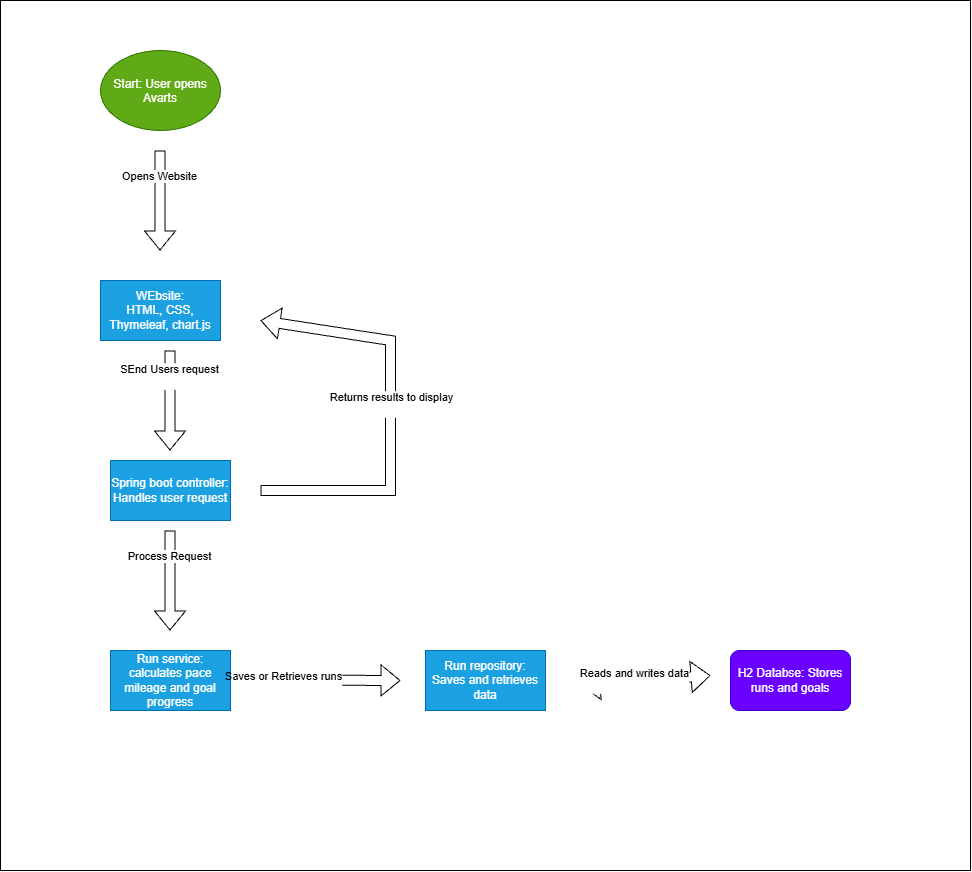 Start: User opens
Avarts
Opens Website
WEbsite:
HTML, CSS,
Thymeleaf, chart.js
SEnd Users request
Returns results to display
Spring boot controller:
Handles user request
Process Request
Run service:
calculates pace
mileage and goal
progress
Saves or Retrieves runs
Run repository:
Saves and retrieves
data
Reads and writes data
H2 Databse: Stores
runs and goals